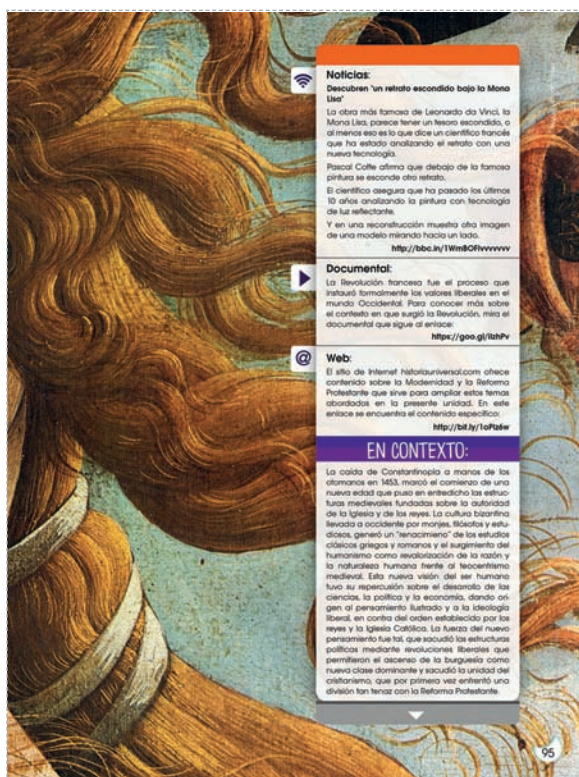 Noticias:
Descubren "un retrato escondido bajo la Mona
Lisa"
La obra más famosa de Leonardo da Vinci, la
Mona Lisa, parece tener un tesoro escondido, o
al menos eso es lo que dice un científico francés
que ha estado analizando el retrato con una
nueva tecnología.
Pascal Cotte afirma que debajo de la famosa
pintura se esconde otro retrato.
El científico asegura que ha pasado los últimos
10 años analizando la pintura con tecnología
de luz reflectante.
Y en una reconstrucción muestra otra imagen
de una modelo mirando hacia un lado.
Documental:
La Revolución francesa fue el proceso que
instauró formalmente los valores liberales en el
mundo Occidental. Para conocer más sobre
el contexto en que surgió la Revolución, mira el
documental que sigue al enlace:
@ Web:
El sitio de Internet historiauniversal.com ofrece
contenido sobre la Modernidad y la Reforma
Protestante que sirve para ampliar estos temas
abordados en la presente unidad. En este
enlace se encuentra el contenido específico:
EN CONTEXTO:
La caída de Constantinopla a manos de los
otomanos en 1453, marcó el comienzo de una
nueva edad que puso en entredicho las estruc-
turas medievales fundadas sobre la autoridad
de la Iglesia y de los reyes. La cultura bizantina
llevada a occidente por monjes, filósofos y estu-
diosos, generó un "renacimieno" de los estudios
clásicos griegos y romanos y el surgimiento del
humanismo como revalorización de la razón y
la naturaleza humana frente al teocentrismo
medieval. Esta nueva visión del ser humano
tuvo su repercusión sobre el desarrollo de las
ciencias, la política y la economía, dando ori-
gen al pensamiento ilustrado y a la ideología
liberal, en contra del orden establecido por los
reyes y la Iglesia Católica. La fuerza del nuevo
pensamiento fue tal, que sacudió las estructuras
políticas mediante revoluciones liberales que
permitieron el ascenso de la burguesía como
nueva clase dominante y sacudió la unidad del
cristianismo, que por primera vez enfrentó una
división tan tenaz con la Reforma Protestante.
95